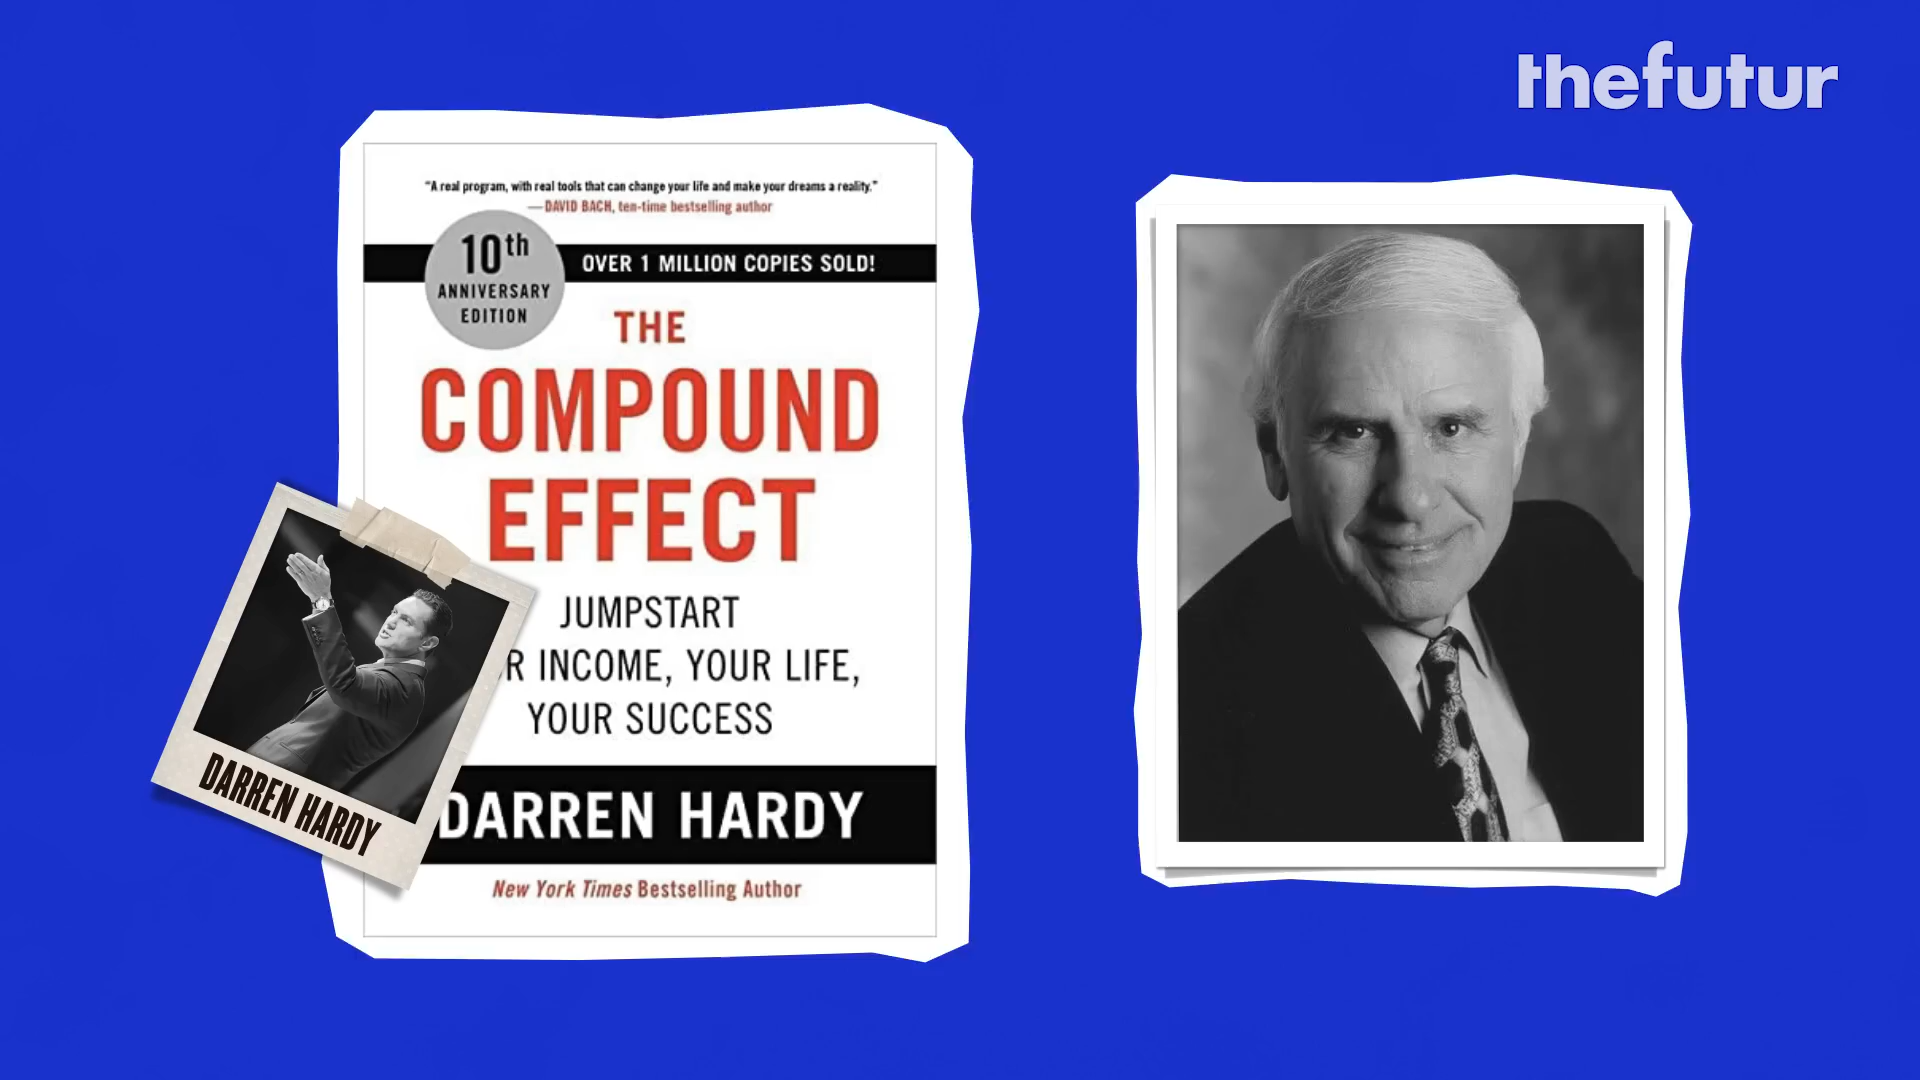 thefutur
"A real program, with real tools that can change your life and make your dreams a reality."
—DAVID BACH, ten-time bestselling author
10th
ANNIVERSARY
EDITION
OVER 1 MILLION COPIES SOLD!
THE
COMPOUND
EFFECT
JUMPSTART
R INCOME, YOUR LIFE,
YOUR SUCCESS
DARREN HARDY
New York Times Bestselling Author
DARREN HARDY